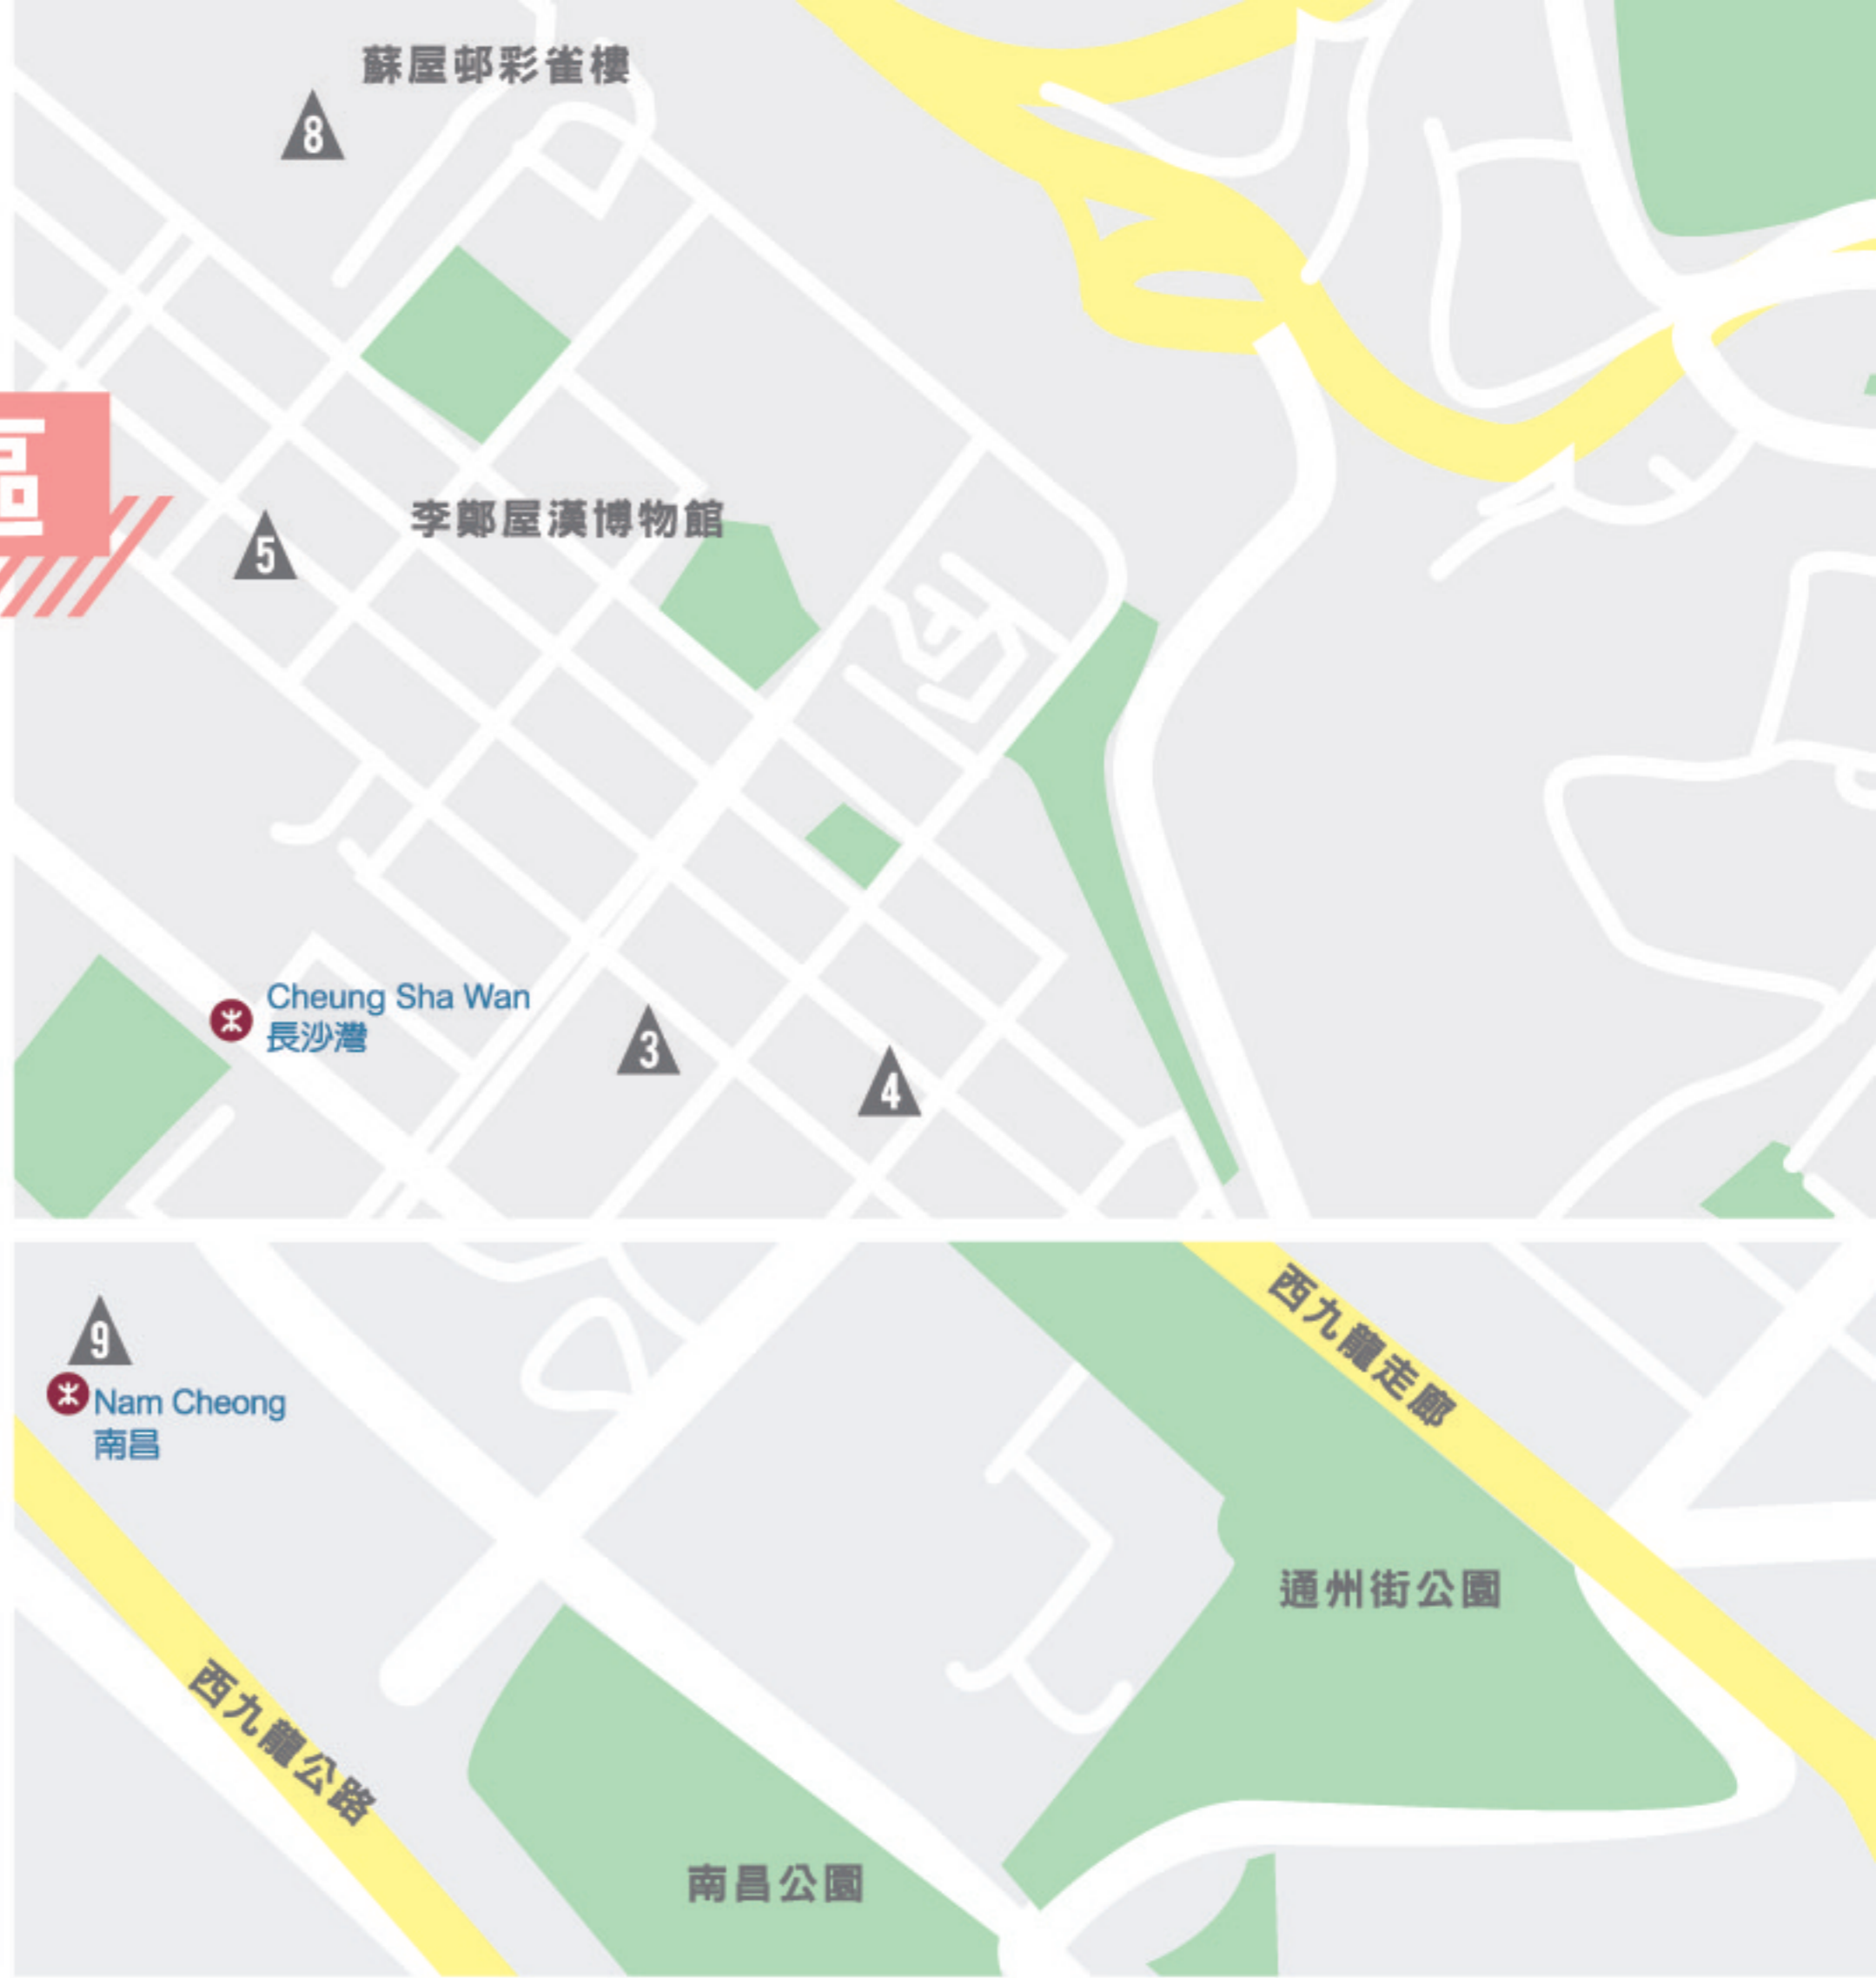 蘇屋邨彩雀樓
8
區
李鄭屋漢博物館
5
Cheung Sha Wan
長沙灣
3
4
9
Nam Cheong
南昌
西九龍走廊
通州街公園
西九龍公路
南昌公園